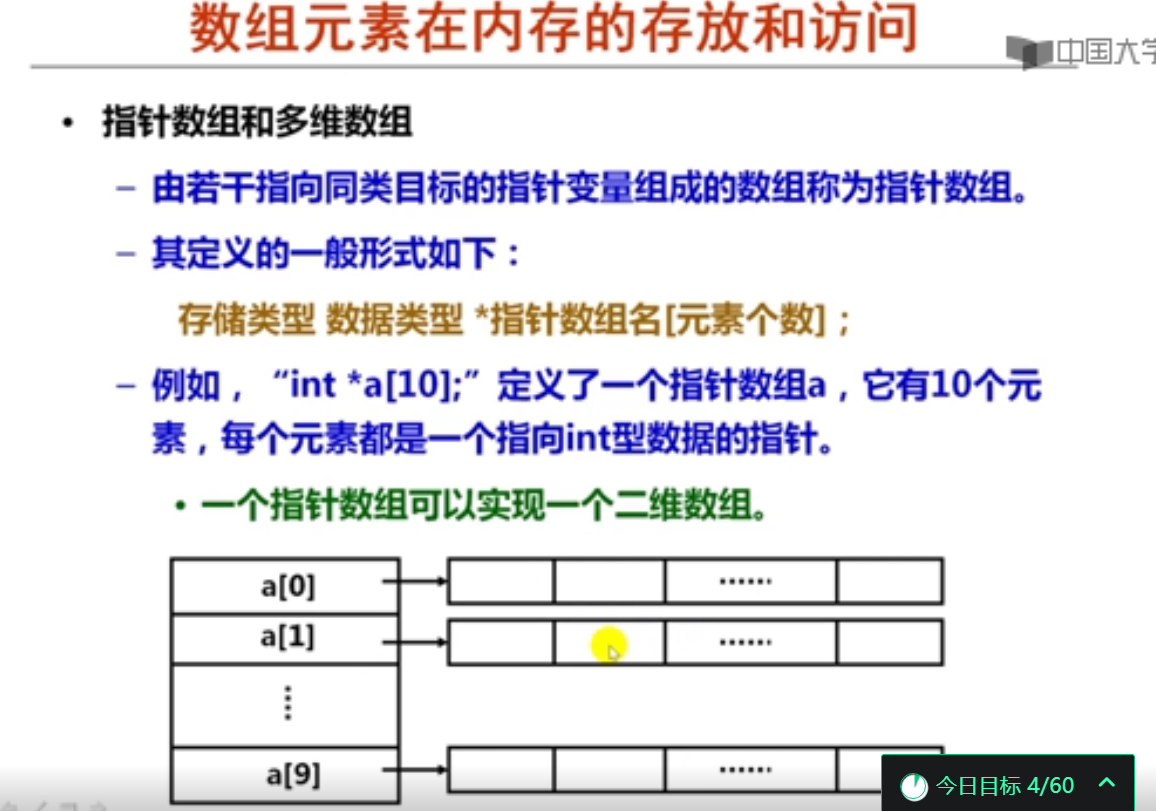 数组元素在内存的存放和访问
中国大学
• 指针数组和多维数组
– 由若干指向同类目标的指针变量组成的数组称为指针数组。
– 其定义的一般形式如下：
存储类型 数据类型 *指针数组名[元素个数]；
– 例如，“int *a[10];”定义了一个指针数组a，它有10个元
素，每个元素都是一个指向int型数据的指针。
• 一个指针数组可以实现一个二维数组。
a[0]
······
a[1]
······
a[9]
······
今日目标 4/60